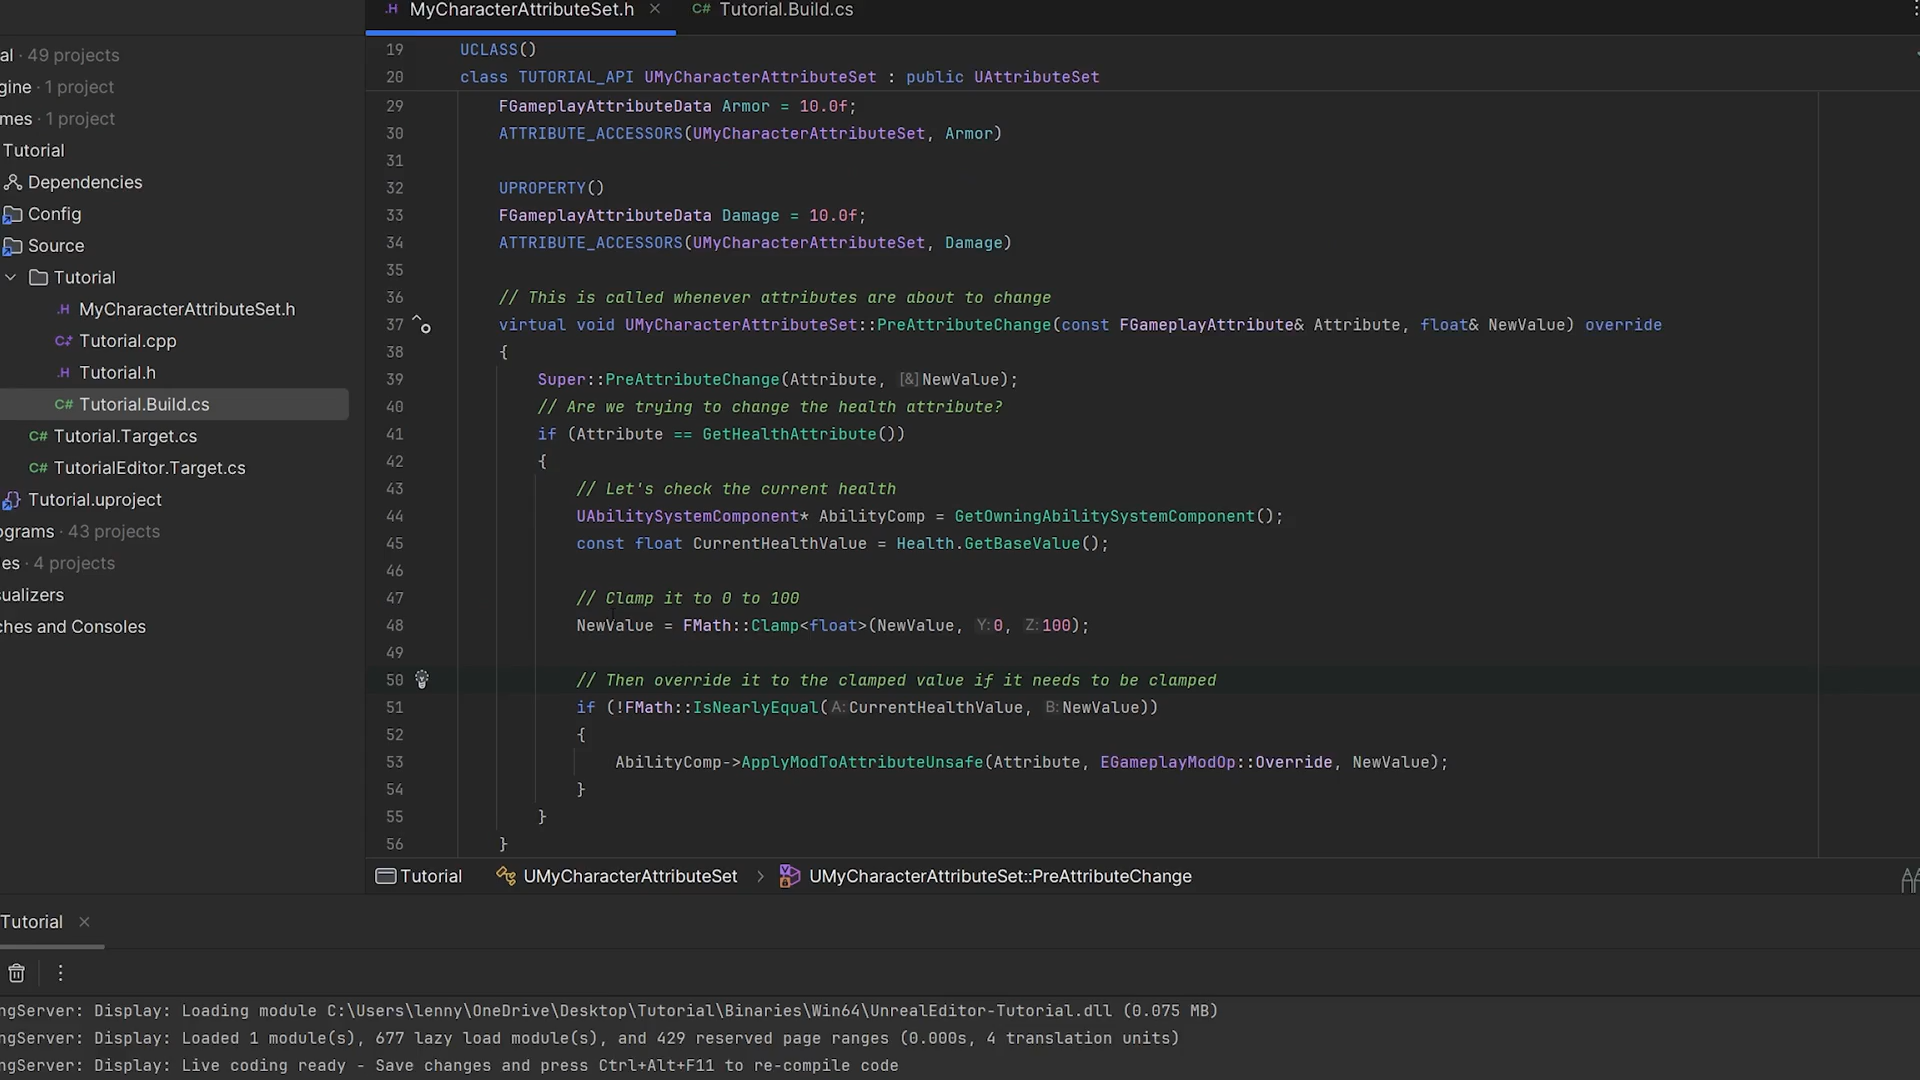 MyCharacterAttributeSet.h
C# Tutorial.Build.cs
al · 49 projects
gine · 1 project
mes · 1 project
Tutorial
Dependencies
Config
Source
Tutorial
.H MyCharacterAttributeSet.h
Tutorial.cpp
.H Tutorial.h
C# Tutorial.Build.cs
C# Tutorial.Target.cs
C# TutorialEditor.Target.cs
Tutorial.uproject
ograms · 43 projects
es · 4 projects
sualizers
ches and Consoles
19 UCLASS()
20 class TUTORIAL_API UMyCharacterAttributeSet : public UAttributeSet
29 FGameplayAttributeData Armor = 10.0f;
30 ATTRIBUTE_ACCESSORS(UMyCharacterAttributeSet, Armor)
31
32 UPROPERTY()
33 FGameplayAttributeData Damage = 10.0f;
34 ATTRIBUTE_ACCESSORS(UMyCharacterAttributeSet, Damage)
35
36 // This is called whenever attributes are about to change
37 virtual void UMyCharacterAttributeSet::PreAttributeChange(const FGameplayAttribute& Attribute, float& NewValue) override
38 {
39 Super::PreAttributeChange(Attribute, [&]NewValue);
40 // Are we trying to change the health attribute?
41 if (Attribute == GetHealthAttribute())
42 {
43 // Let's check the current health
44 UAbilitySystemComponent* AbilityComp = GetOwningAbilitySystemComponent();
45 const float CurrentHealthValue = Health.GetBaseValue();
46
47 // Clamp it to 0 to 100
48 NewValue = FMath::Clamp<float>(NewValue, Y:0, Z:100);
49
50 // Then override it to the clamped value if it needs to be clamped
51 if (!FMath::IsNearlyEqual(A:CurrentHealthValue, B:NewValue))
52 {
53 AbilityComp->ApplyModToAttributeUnsafe(Attribute, EGameplayModOp::Override, NewValue);
54 }
55 }
56 }
Tutorial UMyCharacterAttributeSet > UMyCharacterAttributeSet::PreAttributeChange
Tutorial
ngServer: Display: Loading module C:\Users\lenny\OneDrive\Desktop\Tutorial\Binaries\Win64\UnrealEditor-Tutorial.dll (0.075 MB)
ngServer: Display: Loaded 1 module(s), 677 lazy load module(s), and 429 reserved page ranges (0.000s, 4 translation units)
ngServer: Display: Live coding ready - Save changes and press Ctrl+Alt+F11 to re-compile code